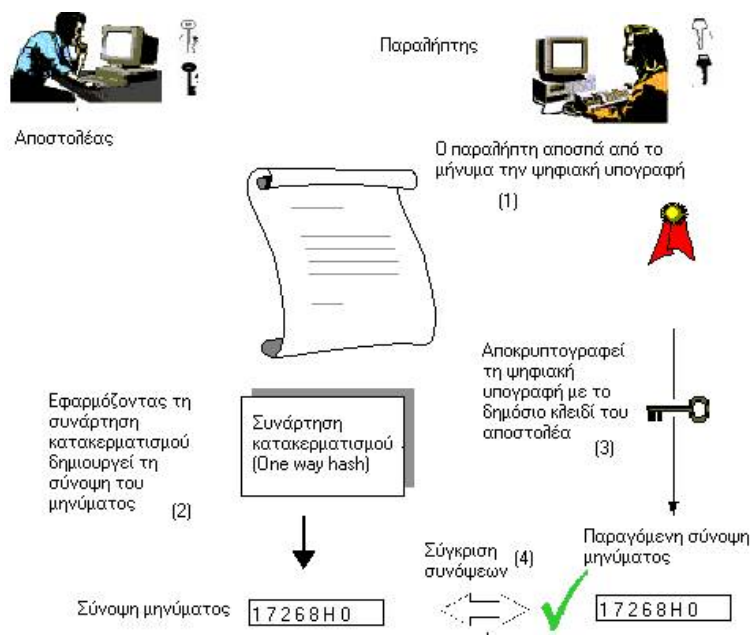 Παραλήπτης
Αποστολέας
Ο παραλήπτη αποσπά από το
μήνυμα την ψηφιακή υπογραφή
(1)
Αποκρυπτογραφεί
τη ψηφιακή
υπογραφή με το
δημόσιο κλειδί του
αποστολέα
(3)
Εφαρμόζοντας τη
συνάρτηση
κατακερματισμού
δημιουργεί τη
σύνοψη του
μηνύματος
(2)
Συνάρτηση
κατακερματισμού
(One way hash)
Παραγόμενη σύνοψη
μηνύματος
Σύγκριση
συνόψεων
(4)
Σύνοψη μηνύματος
17268H0
17268H0